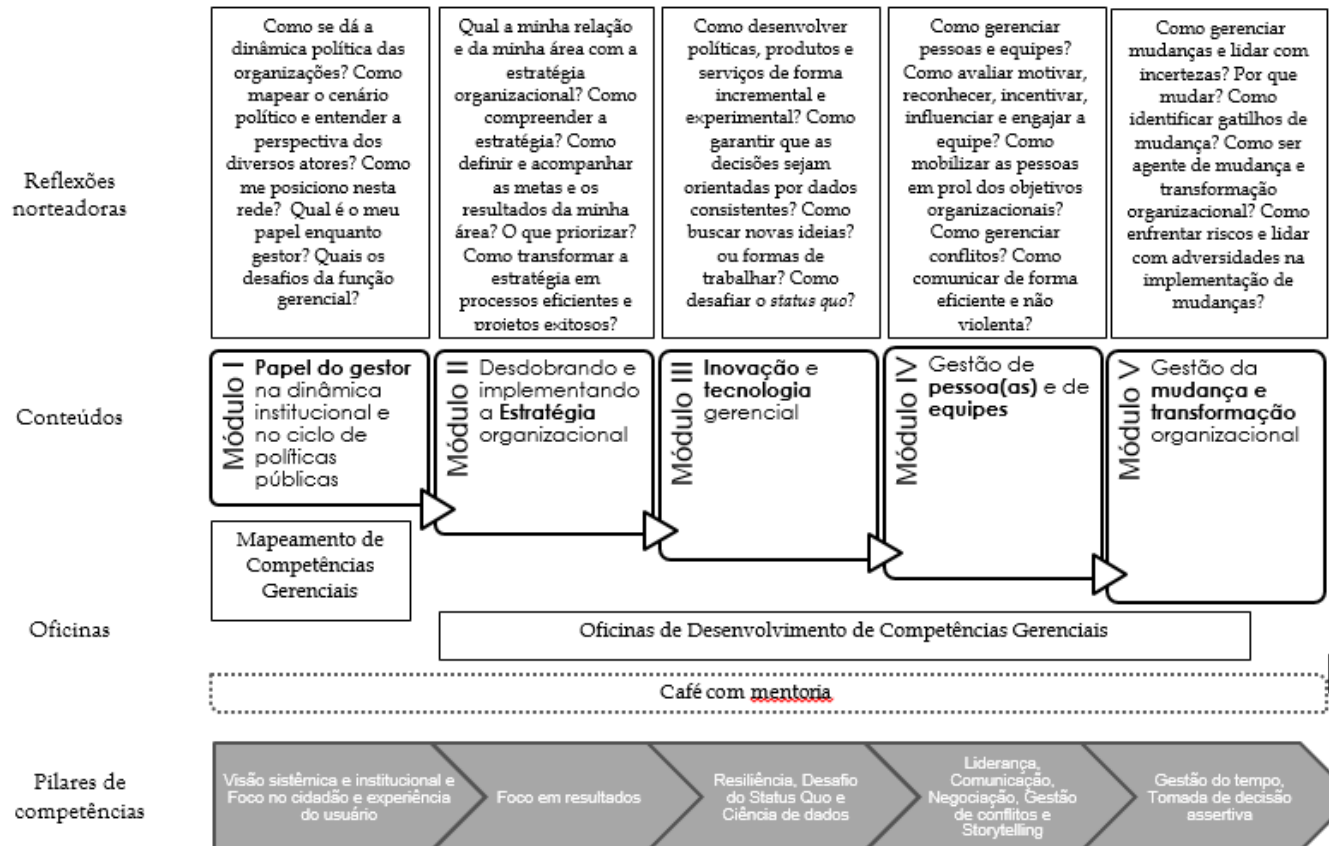 Reflexões
norteadoras
Como se dá a
dinâmica política das
organizações? Como
mapear o cenário
político e entender a
perspectiva dos
diversos atores? Como
me posiciono nesta
rede? Qual é o meu
papel enquanto
gestor? Quais os
desafios da função
gerencial?
Qual a minha relação
e da minha área com a
estratégia
organizacional? Como
compreender a
estratégia? Como
definir e acompanhar
as metas e os
resultados da minha
área? O que priorizar?
Como transformar a
estratégia em
processos eficientes e
projetos exitosos?
Como desenvolver
políticas, produtos e
serviços de forma
incremental e
experimental? Como
garantir que as
decisões sejam
orientadas por dados
consistentes? Como
buscar novas ideias?
ou formas de
trabalhar? Como
desafiar o status quo?
Como gerenciar
pessoas e equipes?
Como avaliar motivar,
reconhecer, incentivar,
influenciar e engajar a
equipe? Como
mobilizar as pessoas
em prol dos objetivos
organizacionais?
Como gerenciar
conflitos? Como
comunicar de forma
eficiente e não
violenta?
Como gerenciar
mudanças e lidar com
incertezas? Por que
mudar? Como
identificar gatilhos de
mudança? Como ser
agente de mudança e
transformação
organizacional? Como
enfrentar riscos e lidar
com adversidades na
implementação de
mudanças?
Conteúdos
Módulo I
Papel do gestor
na dinâmica
institucional e
no ciclo de
políticas
públicas
Módulo II
Desdobrando e
implementando
a Estratégia
organizacional
Módulo III
Inovação e
tecnologia
gerencial
Módulo IV
Gestão de
pessoa(as) e de
equipes
Módulo V
Gestão da
mudança e
transformação
organizacional
Oficinas
Mapeamento de
Competências
Gerenciais
Oficinas de Desenvolvimento de Competências Gerenciais
Café com mentoria
Pilares de
competências
Visão sistêmica e institucional e
Foco no cidadão e experiência
do usuário
Foco em resultados
Resiliência, Desafio
do Status Quo e
Ciência de dados
Liderança,
Comunicação,
Negociação, Gestão
de conflitos e
Storytelling
Gestão do tempo,
Tomada de decisão
assertiva